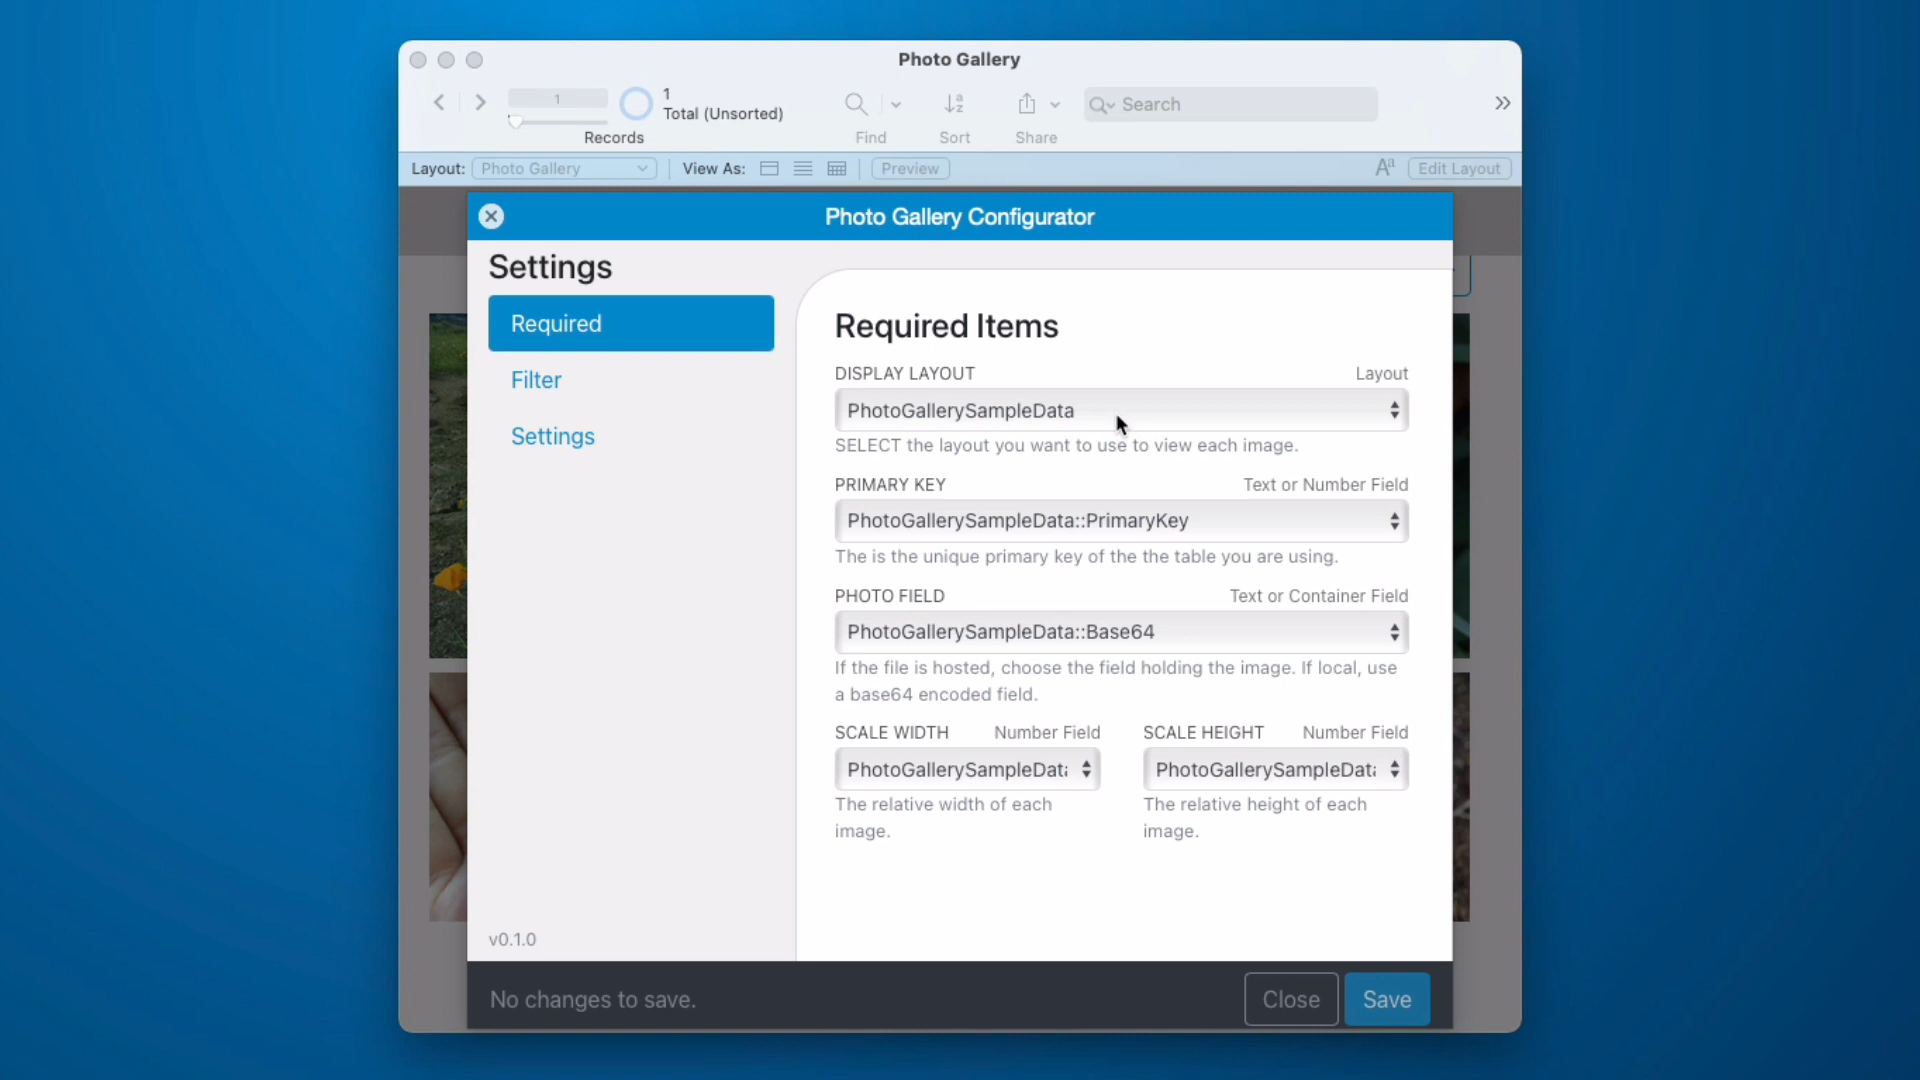 Photo Gallery
1
1
Total (Unsorted)
Records
Find
Sort
Share
Search
Layout: Photo Gallery
View As:
Preview
Aa
Edit Layout
Photo Gallery Configurator
Settings
Required
Filter
Settings
v0.1.0
Required Items
DISPLAY LAYOUT Layout
PhotoGallerySampleData
SELECT the layout you want to use to view each image.
PRIMARY KEY Text or Number Field
PhotoGallerySampleData::PrimaryKey
The is the unique primary key of the the table you are using.
PHOTO FIELD Text or Container Field
PhotoGallerySampleData::Base64
If the file is hosted, choose the field holding the image. If local, use
a base64 encoded field.
SCALE WIDTH Number Field
PhotoGallerySampleData
The relative width of each
image.
SCALE HEIGHT Number Field
PhotoGallerySampleData
The relative height of each
image.
No changes to save.
Close
Save